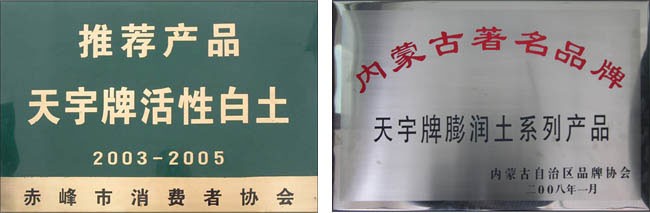 推荐产品
天宇牌活性白土
2003-2005
赤峰市消费者协会
内蒙古著名品牌
天宇牌膨润土系列产品
内蒙古自治区品牌协会
二00八年一月